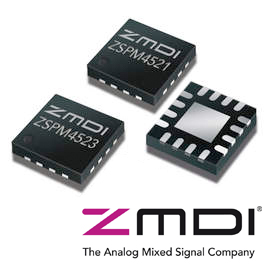 ZMDI
ZSPM4521
ZMDI
ZSPM4523
ZMDI®
The Analog Mixed Signal Company